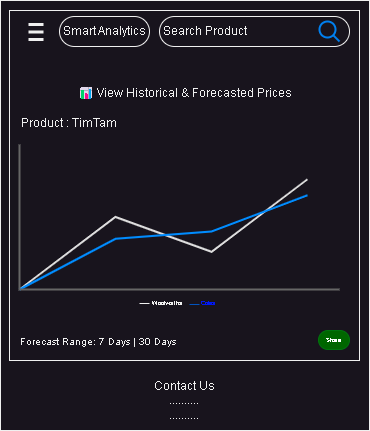 SmartAnalytics
Search Product
View Historical & Forecasted Prices
Product : TimTam
Woolworths
Coles
Forecast Range: 7 Days | 30 Days
Share
Contact Us
..........
..........